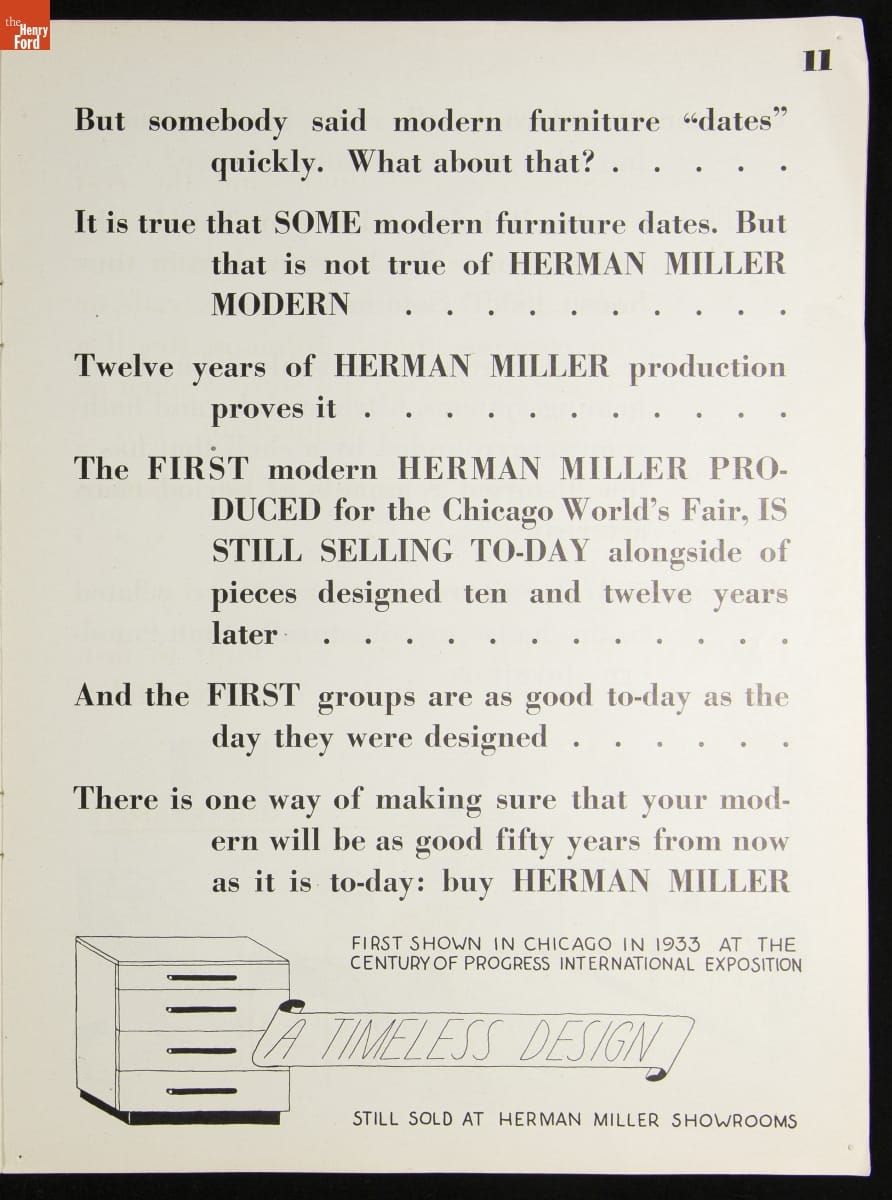 the
Henry
Ford
11
But somebody said modern furniture “dates”
quickly. What about that? . . . . .
It is true that SOME modern furniture dates. But
that is not true of HERMAN MILLER
MODERN . . . . . . . . . .
Twelve years of HERMAN MILLER production
proves it . . . . . . . . . . .
The FIRST modern HERMAN MILLER PRO-
DUCED for the Chicago World’s Fair, IS
STILL SELLING TO-DAY alongside of
pieces designed ten and twelve years
later . . . . . . . . . . . .
And the FIRST groups are as good to-day as the
day they were designed . . . . . .
There is one way of making sure that your mod-
ern will be as good fifty years from now
as it is to-day: buy HERMAN MILLER
FIRST SHOWN IN CHICAGO IN 1933 AT THE
CENTURY OF PROGRESS INTERNATIONAL EXPOSITION
A TIMELESS DESIGN
STILL SOLD AT HERMAN MILLER SHOWROOMS